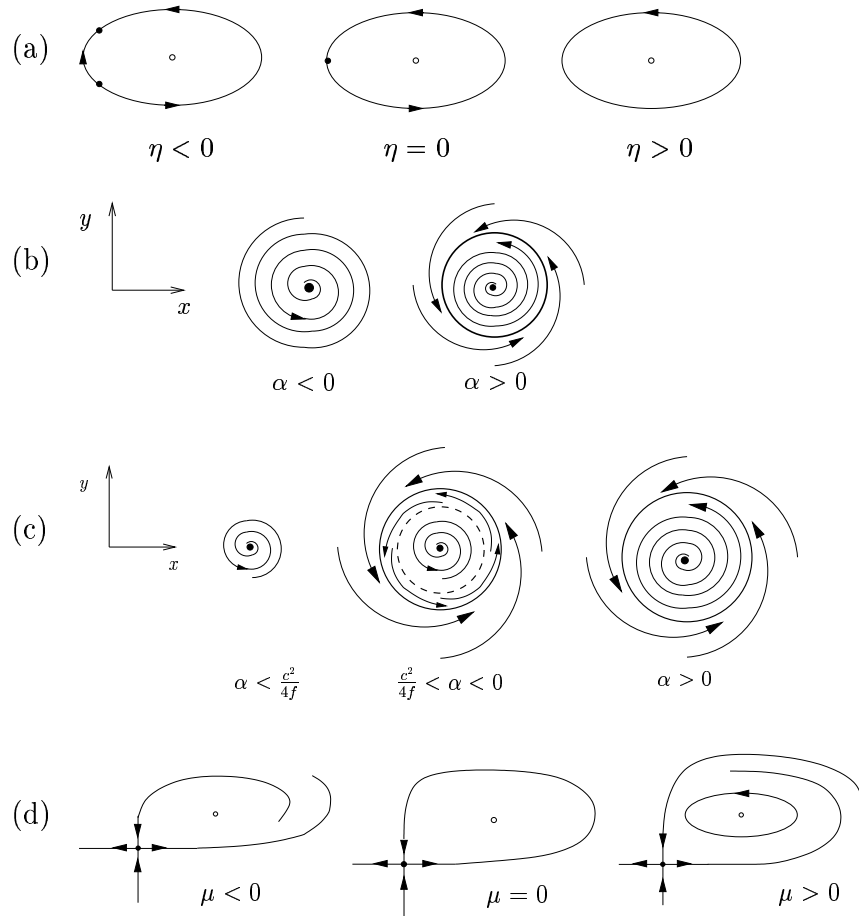 (a)
η < 0 η = 0 η > 0
(b) y x
α < 0 α > 0
(c) y x
α < c²/4f c²/4f < α < 0 α > 0
(d)
μ < 0 μ = 0 μ > 0